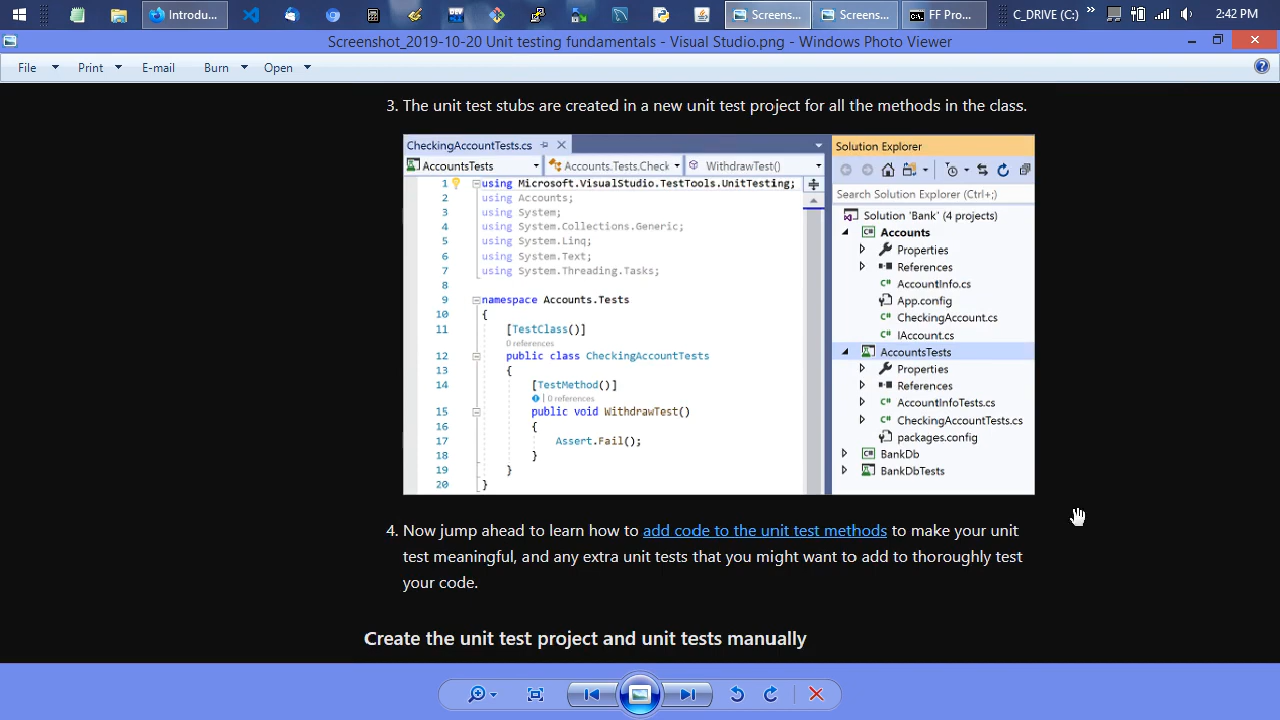 Introdu...
Screens...
Screens...
FF Pro...
C_DRIVE (C:)
2:42 PM
Screenshot_2019-10-20 Unit testing fundamentals - Visual Studio.png - Windows Photo Viewer
File Print E-mail Burn Open
3. The unit test stubs are created in a new unit test project for all the methods in the class.
CheckingAccountTests.cs
AccountsTests Accounts.Tests.Check WithdrawTest()
1 using Microsoft.VisualStudio.TestTools.UnitTesting;
2 using Accounts;
3 using System;
4 using System.Collections.Generic;
5 using System.Linq;
6 using System.Text;
7 using System.Threading.Tasks;
8
9 namespace Accounts.Tests
10 {
11 [TestClass()]
0 references
12 public class CheckingAccountTests
13 {
14 [TestMethod()]
0 references
15 public void WithdrawTest()
16 {
17 Assert.Fail();
18 }
19 }
20 }
Solution Explorer
Search Solution Explorer (Ctrl+;)
Solution 'Bank' (4 projects)
C# Accounts
Properties
References
C# AccountInfo.cs
App.config
C# CheckingAccount.cs
C# IAccount.cs
AccountsTests
Properties
References
C# AccountInfoTests.cs
C# CheckingAccountTests.cs
packages.config
C# BankDb
BankDbTests
4. Now jump ahead to learn how to add code to the unit test methods to make your unit
test meaningful, and any extra unit tests that you might want to add to thoroughly test
your code.
Create the unit test project and unit tests manually